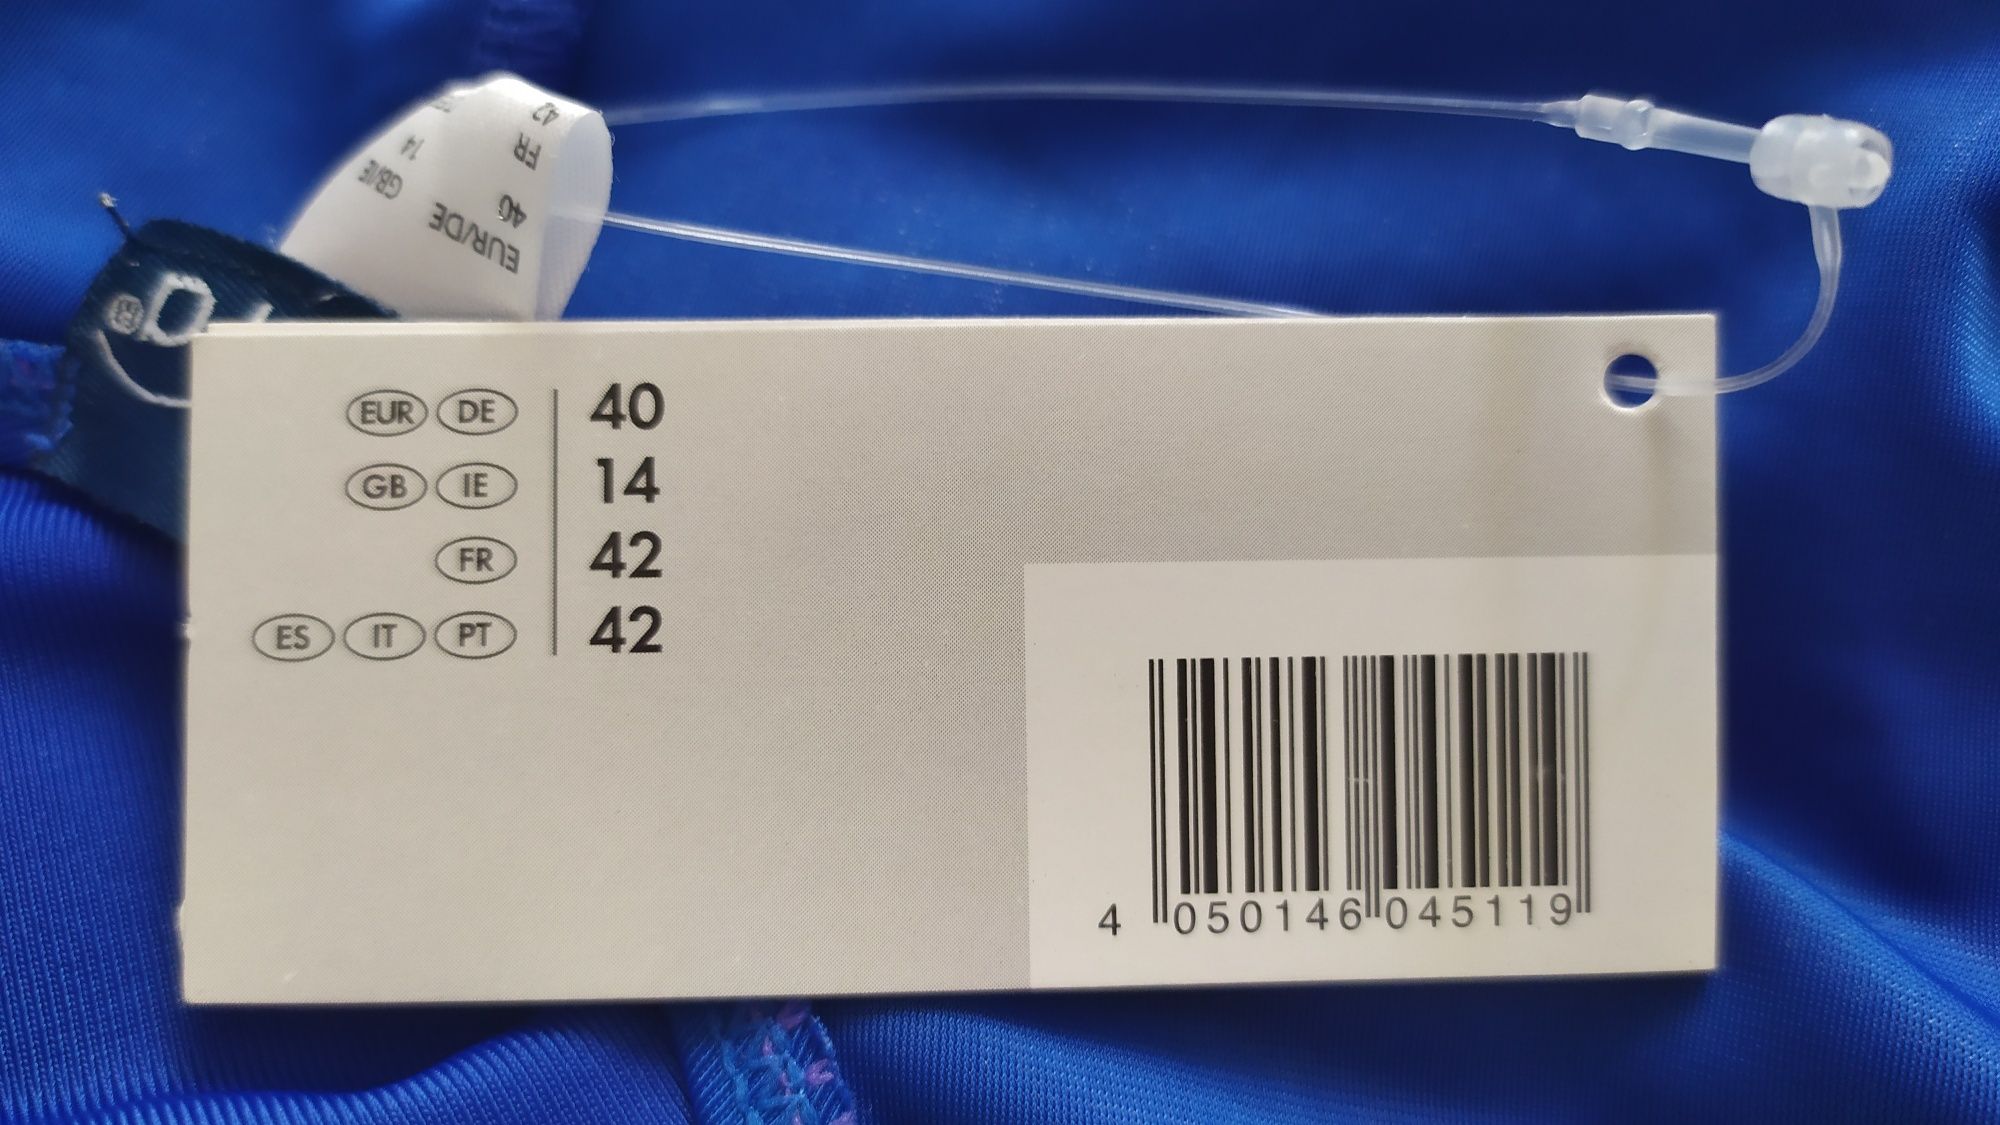 42
FR
14
GB/IE
40
EUR/DE
EUR DE 40
GB IE 14
FR 42
ES IT PT 42
4 050146 045119